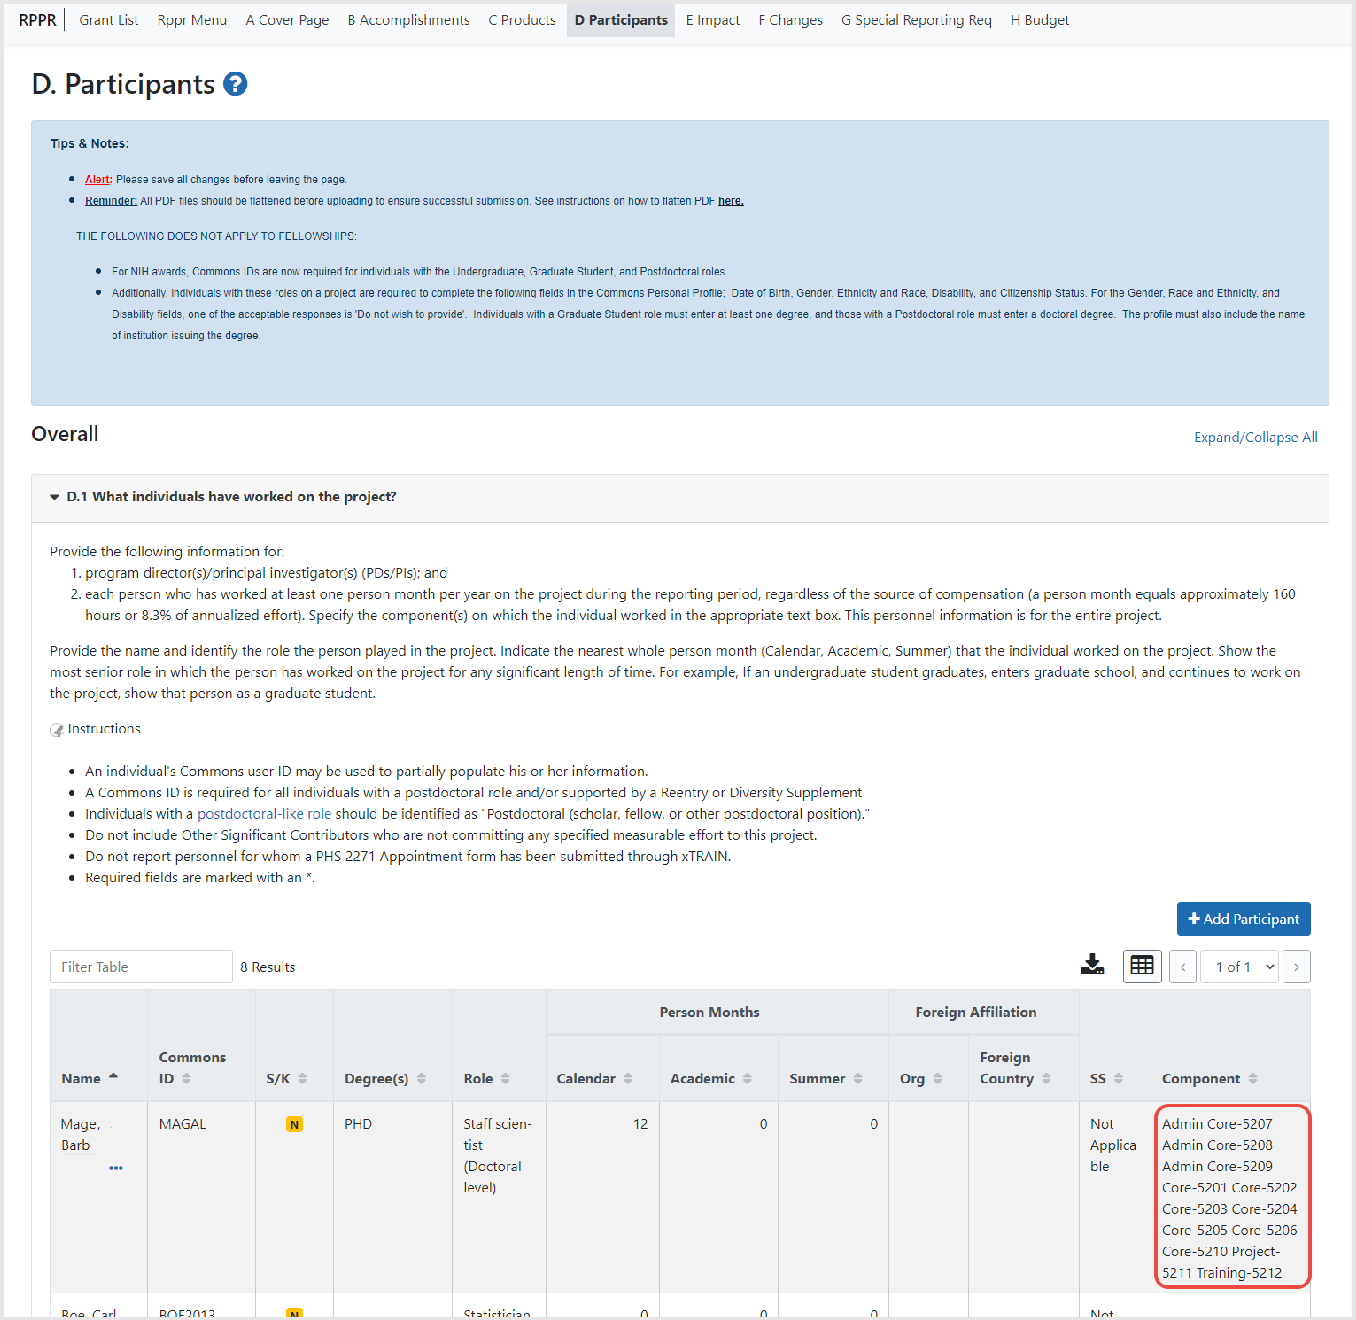 RPPR Grant List Rppr Menu A Cover Page B Accomplishments C Products D Participants E Impact F Changes G Special Reporting Req H Budget
D. Participants ?
Tips & Notes:
Alert: Please save all changes before leaving the page.
Reminder: All PDF files should be flattened before uploading to ensure successful submission. See instructions on how to flatten PDF here.
THE FOLLOWING DOES NOT APPLY TO FELLOWSHIPS:
For NIH awards, Commons IDs are now required for individuals with the Undergraduate, Graduate Student, and Postdoctoral roles
Additionally, individuals with these roles on a project are required to complete the following fields in the Commons Personal Profile; Date of Birth, Gender, Ethnicity and Race, Disability, and Citizenship Status. For the Gender, Race and Ethnicity, and
Disability fields, one of the acceptable responses is 'Do not wish to provide'. Individuals with a Graduate Student role must enter at least one degree, and those with a Postdoctoral role must enter a doctoral degree. The profile must also include the name
of institution issuing the degree.
Overall
Expand/Collapse All
D.1 What individuals have worked on the project?
Provide the following information for:
1. program director(s)/principal investigator(s) (PDs/PIs); and
2. each person who has worked at least one person month per year on the project during the reporting period, regardless of the source of compensation (a person month equals approximately 160
hours or 8.3% of annualized effort). Specify the component(s) on which the individual worked in the appropriate text box. This personnel information is for the entire project.
Provide the name and identify the role the person played in the project. Indicate the nearest whole person month (Calendar, Academic, Summer) that the individual worked on the project. Show the
most senior role in which the person has worked on the project for any significant length of time. For example, If an undergraduate student graduates, enters graduate school, and continues to work on
the project, show that person as a graduate student.
Instructions
An individual's Commons user ID may be used to partially populate his or her information.
A Commons ID is required for all individuals with a postdoctoral role and/or supported by a Reentry or Diversity Supplement
Individuals with a postdoctoral-like role should be identified as "Postdoctoral (scholar, fellow, or other postdoctoral position)."
Do not include Other Significant Contributors who are not committing any specified measurable effort to this project.
Do not report personnel for whom a PHS 2271 Appointment form has been submitted through xTRAIN.
Required fields are marked with an *.
+ Add Participant
Filter Table 8 Results 1 of 1
Person Months Foreign Affiliation
Name Commons ID S/K Degree(s) Role Calendar Academic Summer Org Foreign Country SS Component
Mage, MAGAL N PHD Staff scien- 12 0 0 Not Admin Core-5207
Barb tist Applica Admin Core-5208
(Doctoral ble Admin Core-5209
level) Core-5201 Core-5202
Core-5203 Core-5204
Core-5205 Core-5206
Core-5210 Project-
5211 Training-5212
Boe, Carl BOE2013 N Statistician 0 0 0 Not